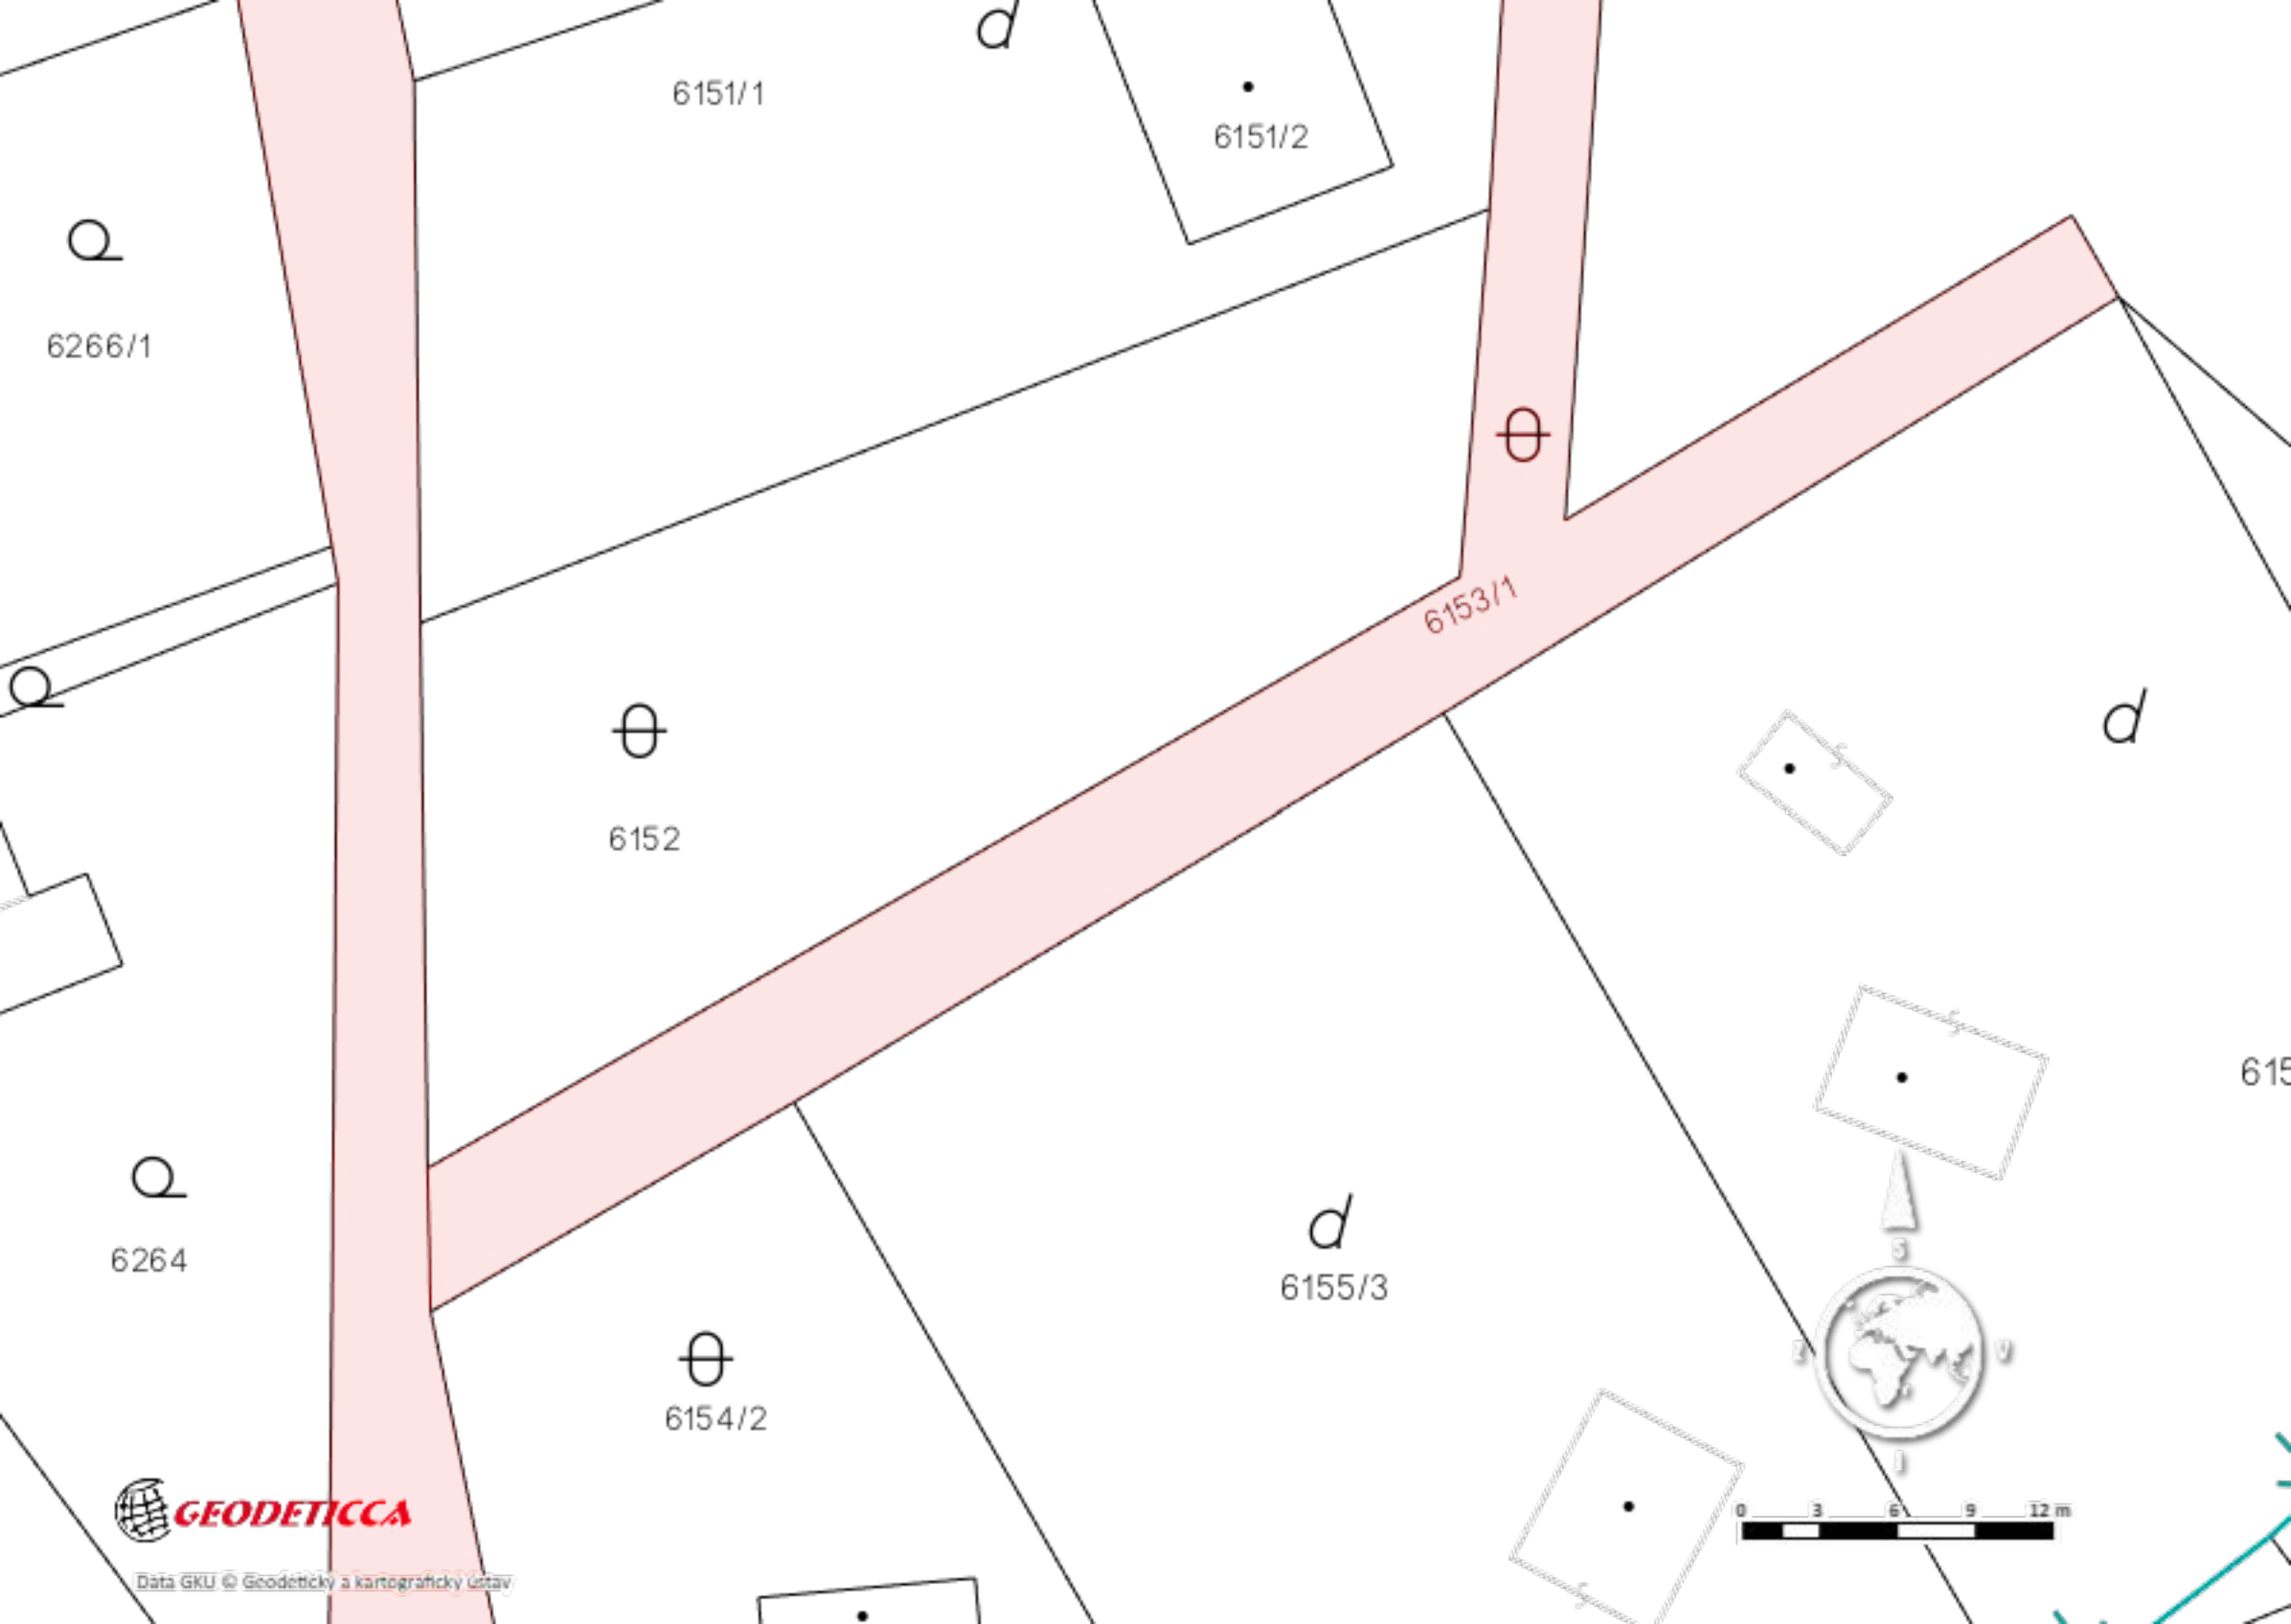 6151/1
6151/2
6266/1
6153/1
6152
615
6264
6155/3
6154/2
S
Z
V
J
GEODETICCA
0 3 6 9 12 m
Data GKU © Geodetický a kartografický ústav